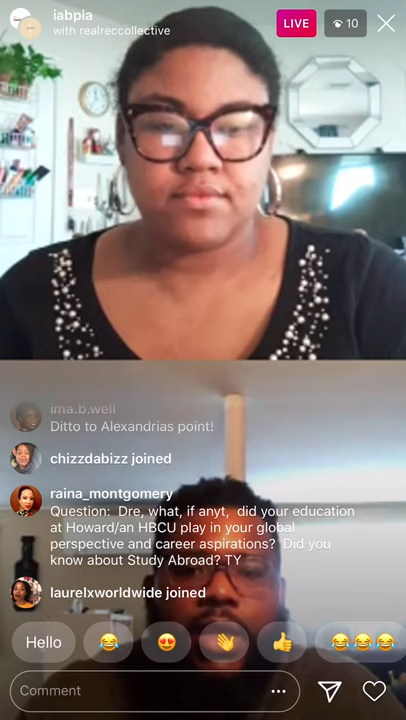 iabpia
with realreccollective
LIVE
10
ima.b.well
Ditto to Alexandrias point!
chizzdabizz joined
raina_montgomery
Question: Dre, what, if anyt, did your education
at Howard/an HBCU play in your global
perspective and career aspirations? Did you
know about Study Abroad? TY
laurelxworldwide joined
Hello
Comment